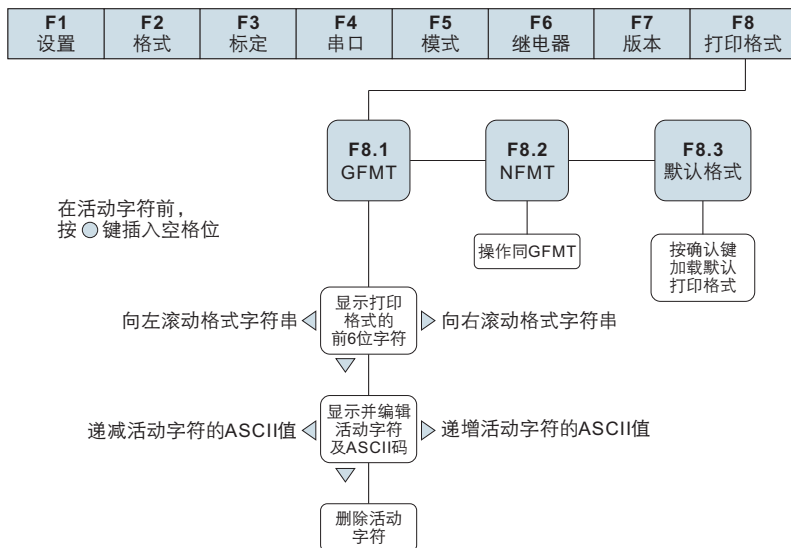 F1 F2 F3 F4 F5 F6 F7 F8
设置 格式 标定 串口 模式 继电器 版本 打印格式
F8.1 F8.2 F8.3
GFMT NFMT 默认格式
在活动字符前，
按 键插入空格位
操作同GFMT
按确认键
加载默认
打印格式
向左滚动格式字符串
显示打印
格式的
前6位字符
向右滚动格式字符串
递减活动字符的ASCII值
显示并编辑
活动字符
及ASCII码
递增活动字符的ASCII值
删除活动
字符